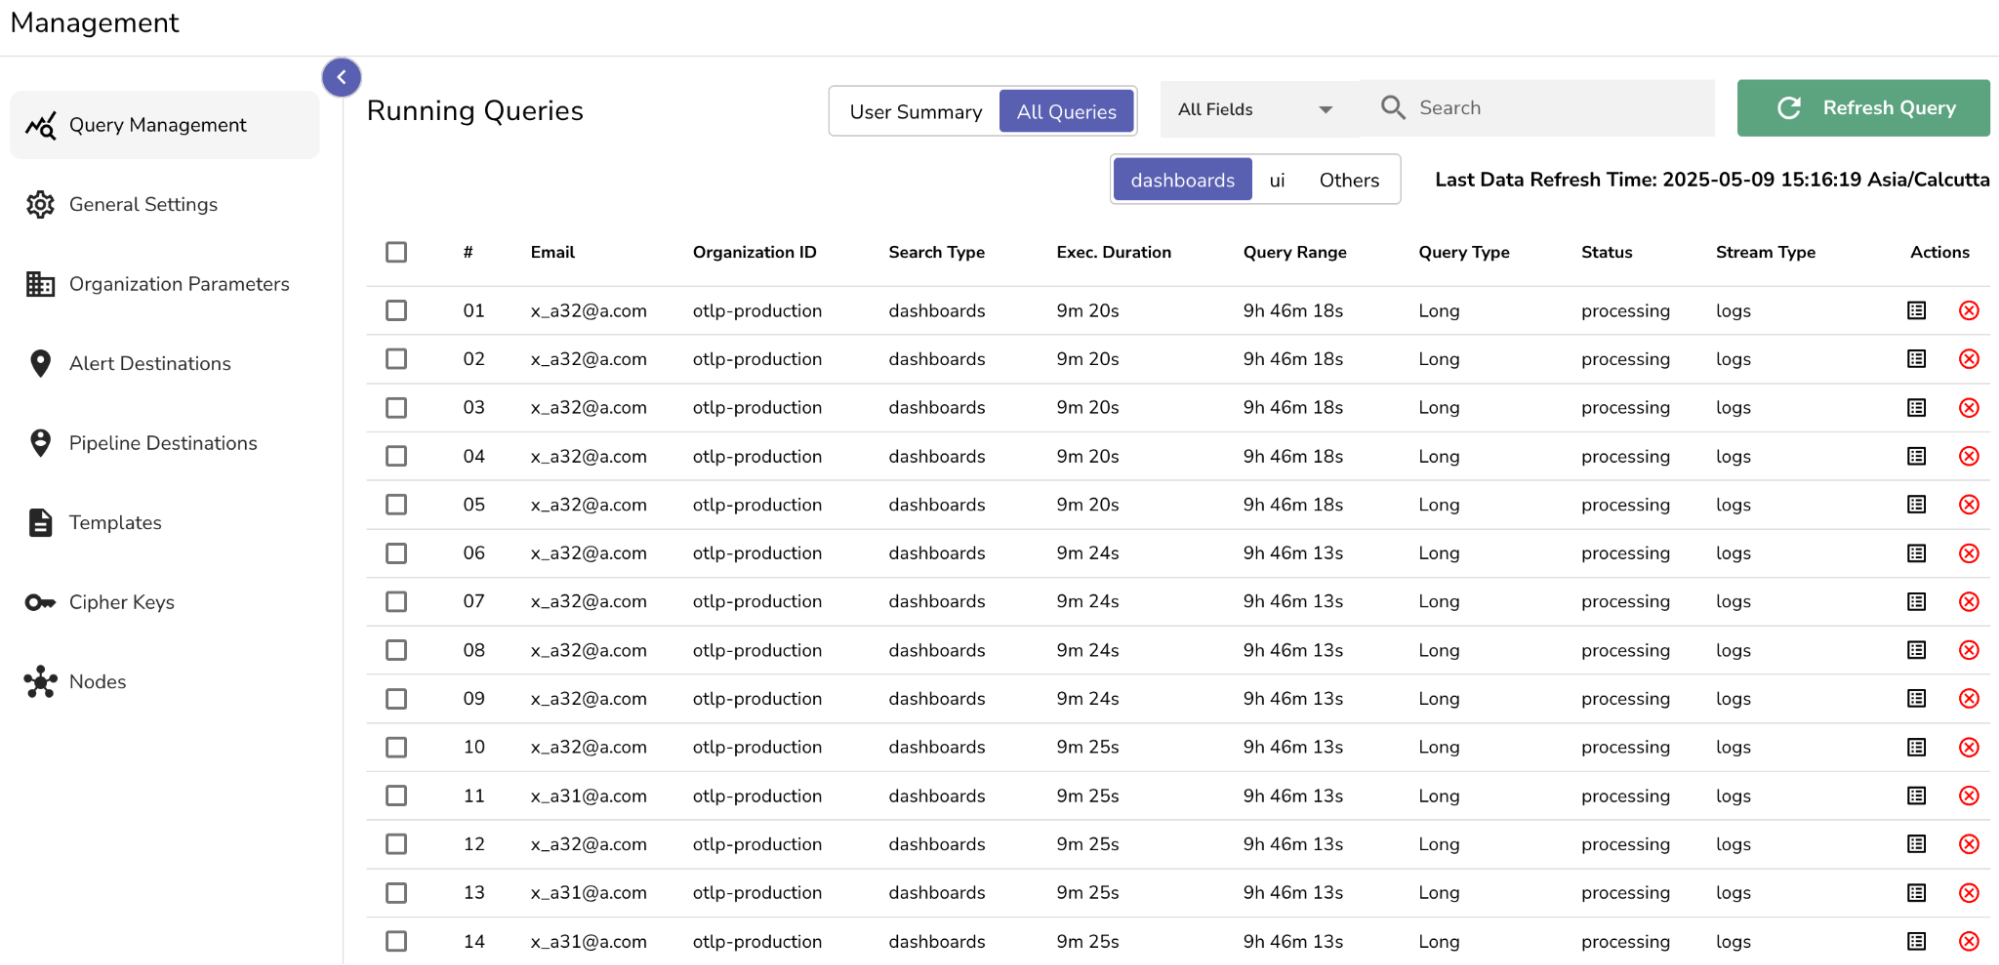 Management
Query Management
General Settings
Organization Parameters
Alert Destinations
Pipeline Destinations
Templates
Cipher Keys
Nodes
Running Queries
User Summary All Queries All Fields Search Refresh Query
dashboards ui Others Last Data Refresh Time: 2025-05-09 15:16:19 Asia/Calcutta
# Email Organization ID Search Type Exec. Duration Query Range Query Type Status Stream Type Actions
01 x_a32@a.com otlp-production dashboards 9m 20s 9h 46m 18s Long processing logs
02 x_a32@a.com otlp-production dashboards 9m 20s 9h 46m 18s Long processing logs
03 x_a32@a.com otlp-production dashboards 9m 20s 9h 46m 18s Long processing logs
04 x_a32@a.com otlp-production dashboards 9m 20s 9h 46m 18s Long processing logs
05 x_a32@a.com otlp-production dashboards 9m 20s 9h 46m 18s Long processing logs
06 x_a32@a.com otlp-production dashboards 9m 24s 9h 46m 13s Long processing logs
07 x_a32@a.com otlp-production dashboards 9m 24s 9h 46m 13s Long processing logs
08 x_a32@a.com otlp-production dashboards 9m 24s 9h 46m 13s Long processing logs
09 x_a32@a.com otlp-production dashboards 9m 24s 9h 46m 13s Long processing logs
10 x_a32@a.com otlp-production dashboards 9m 25s 9h 46m 13s Long processing logs
11 x_a31@a.com otlp-production dashboards 9m 25s 9h 46m 13s Long processing logs
12 x_a32@a.com otlp-production dashboards 9m 25s 9h 46m 13s Long processing logs
13 x_a31@a.com otlp-production dashboards 9m 25s 9h 46m 13s Long processing logs
14 x_a31@a.com otlp-production dashboards 9m 25s 9h 46m 13s Long processing logs